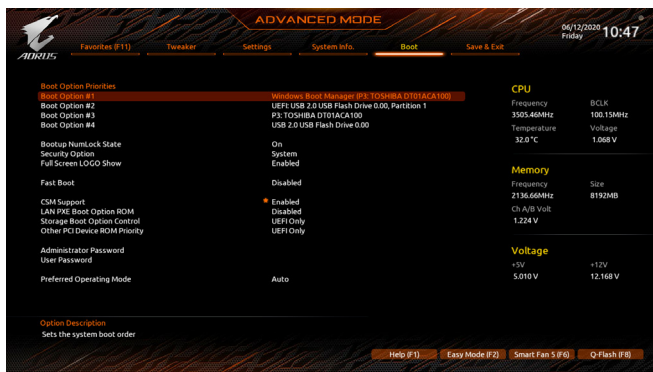 ADVANCED MODE
06/12/2020 Friday 10:47
AORUS
Favorites (F11) Tweaker Settings System Info. Boot Save & Exit
Boot Option Priorities
Boot Option #1 Windows Boot Manager (P3: TOSHIBA DT01ACA100)
Boot Option #2 UEFI: USB 2.0 USB Flash Drive 0.00, Partition 1
Boot Option #3 P3: TOSHIBA DT01ACA100
Boot Option #4 USB 2.0 USB Flash Drive 0.00
Bootup NumLock State On
Security Option System
Full Screen LOGO Show Enabled
Fast Boot Disabled
CSM Support Enabled
LAN PXE Boot Option ROM Disabled
Storage Boot Option Control UEFI Only
Other PCI Device ROM Priority UEFI Only
Administrator Password
User Password
Preferred Operating Mode Auto
CPU
Frequency BCLK
3505.46MHz 100.15MHz
Temperature Voltage
32.0 °C 1.068 V
Memory
Frequency Size
2136.66MHz 8192MB
Ch A/B Volt
1.224 V
Voltage
+5V +12V
5.010 V 12.168 V
Option Description
Sets the system boot order
Help (F1) Easy Mode (F2) Smart Fan 5 (F6) Q-Flash (F8)